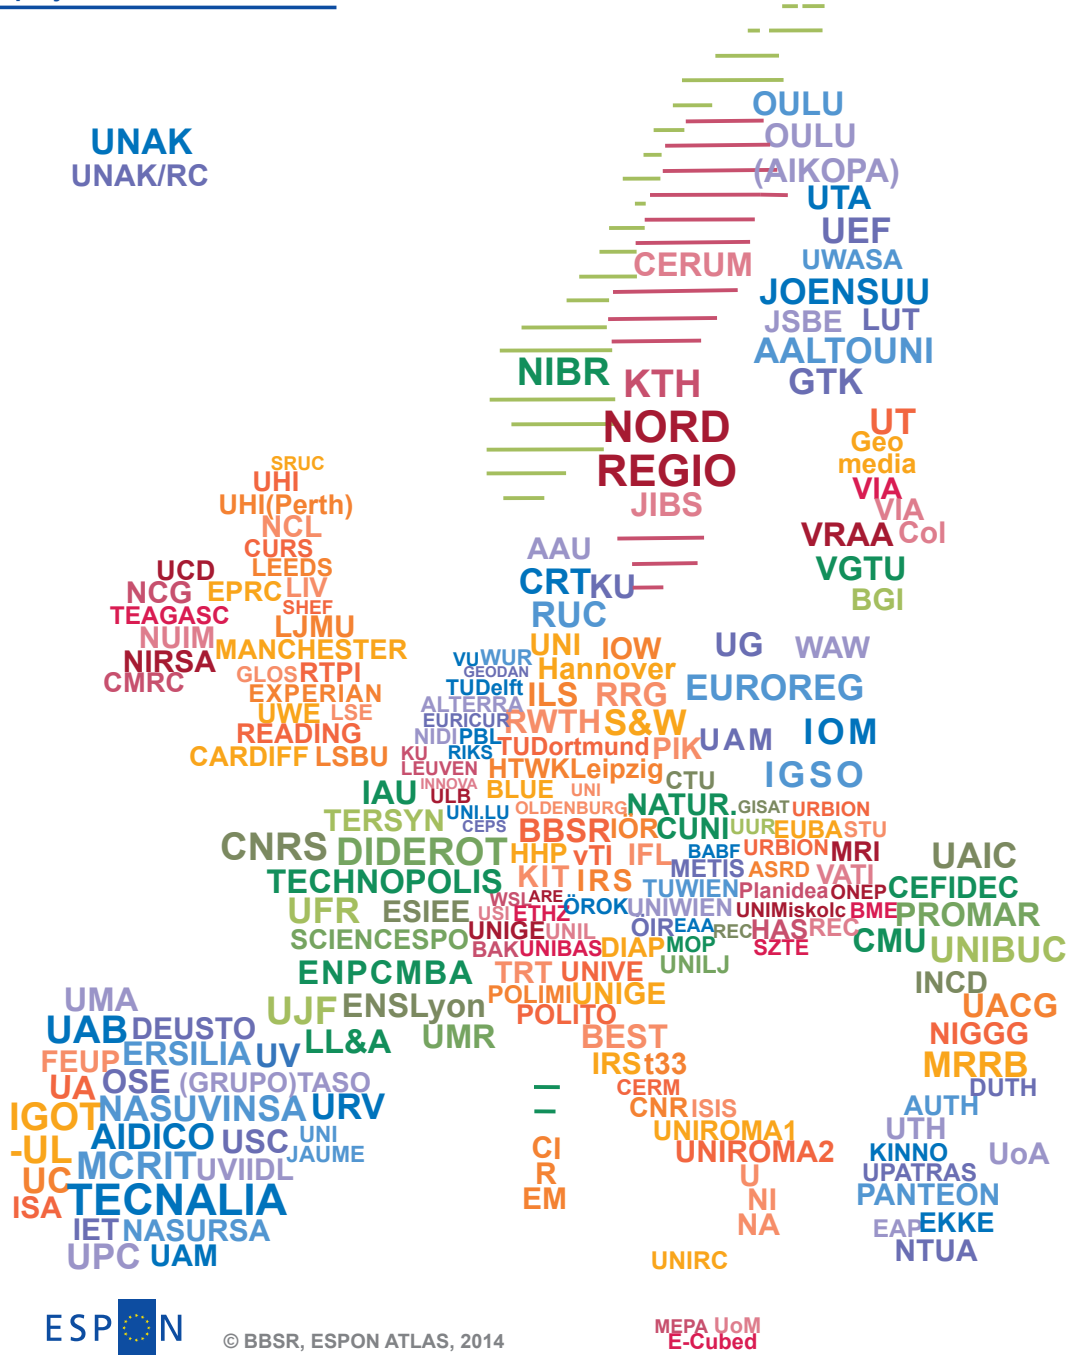 UNAK
UNAK/RC
OULU
OULU
(AIKOPA)
UTA
UEF
UWASA
CERUM
JOENSUU
JSBE LUT
AALTOUNI
NIBR
KTH
GTK
NORD
REGIO
JIBS
UT
Geo
media
VIA
VIA
VRAA Col
VGTU
BGI
SRUC
UHI
UHI(Perth)
NCL
CURS
LEEDS
UCD
NCG EPRC LIV
SHEF
TEAGASC
LJMU
NUIM MANCHESTER
NIRSA
GLOS RTPI
CMRC
EXPERIAN
UWE LSE
READING
CARDIFF LSBU
AAU
CRT KU
RUC
UNI IOW
VU WUR Hannover
GEODAN
TUDelft ILS RRG
ALTERRA
EURICUR RWTH S&W
NIDI PBL
TUDortmund PIK
KU RIKS
LEUVEN HTWK Leipzig
INNOVA
UG WAW
EUROREG
UAM IOM
IGSO
CTU
IAU ULB BLUE UNI
OLDENBURG NATUR. GISAT URBION
TERSYN UNI.LU
CEPS
BBSR IÖR CUNI UUR EUBA STU
CNRS DIDEROT HHP vTI IFL BABF URBION MRI UAIC
METIS ASRD VATI
TECHNOPOLIS KIT IRS TUWIEN Planidea ONEP CEFIDEC
UFR ESIEE WSL ARE ÖROK UNIWIEN UNIMiskolc BME PROMAR
USI ETHZ
SCIENCESPO UNIGE UNIL ÖIR EAA REC HAS REC CMU UNIBUC
BAK UNIBAS DIAP MOP SZTE
ENPCMBA TRT UNIVE UNILJ
INCD
UJF ENSLyon POLIMI UNIGE
POLITO
UACG
LL&A UMR BEST
NIGGG
IRS t33
MRRB
CERM
DUTH
CNR ISIS
AUTH
UNIROMA1
UTH
UNIROMA2
KINNO UoA
UPATRAS
PANTEON
EAP EKKE
NTUA
U
NI
NA
UNIRC
CI
R
EM
UMA
UAB DEUSTO
FEUP ERSILIA UV
UA OSE (GRUPO)TASO
IGOT NASUVINSA URV
-UL AIDICO USC UNI
JAUME
UC MCRIT UVIIDL
ISA TECNALIA
IET NASURSA
UPC UAM
MEPA UoM
E-Cubed
ESPON
© BBSR, ESPON ATLAS, 2014